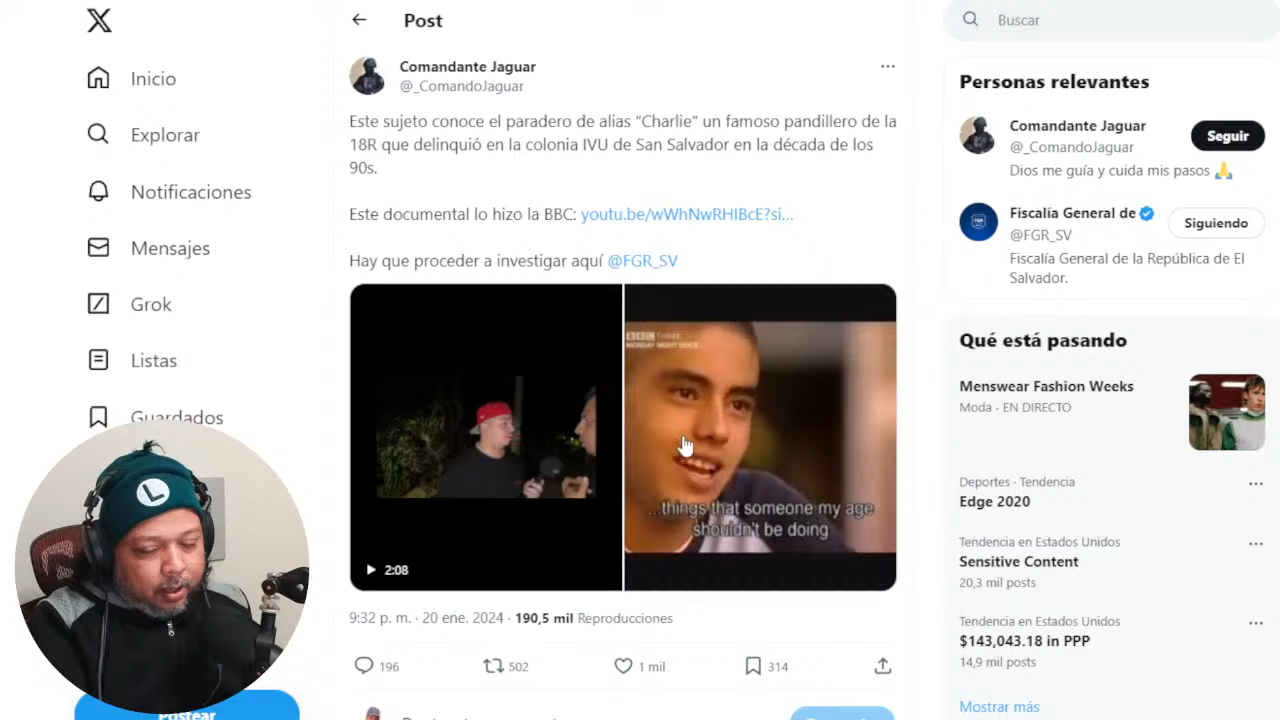 Inicio
Explorar
Notificaciones
Mensajes
Grok
Listas
Guardados
Postear
Post
Comandante Jaguar
@_ComandoJaguar
Este sujeto conoce el paradero de alias “Charlie” un famoso pandillero de la
18R que delinquió en la colonia IVU de San Salvador en la década de los
90s.
Este documental lo hizo la BBC: youtu.be/wWhNwRHIBcE?si...
Hay que proceder a investigar aquí @FGR_SV
BBC THREE
...things that someone my age
shouldn't be doing
2:08
9:32 p. m. · 20 ene. 2024 · 190,5 mil Reproducciones
196
502
1 mil
314
Buscar
Personas relevantes
Comandante Jaguar
@_ComandoJaguar
Seguir
Dios me guía y cuida mis pasos 🙏
Fiscalía General de
@FGR_SV
Siguiendo
Fiscalía General de la República de El
Salvador.
Qué está pasando
Menswear Fashion Weeks
Moda · EN DIRECTO
Deportes · Tendencia
Edge 2020
Tendencia en Estados Unidos
Sensitive Content
20,3 mil posts
Tendencia en Estados Unidos
$143,043.18 in PPP
14,9 mil posts
Mostrar más